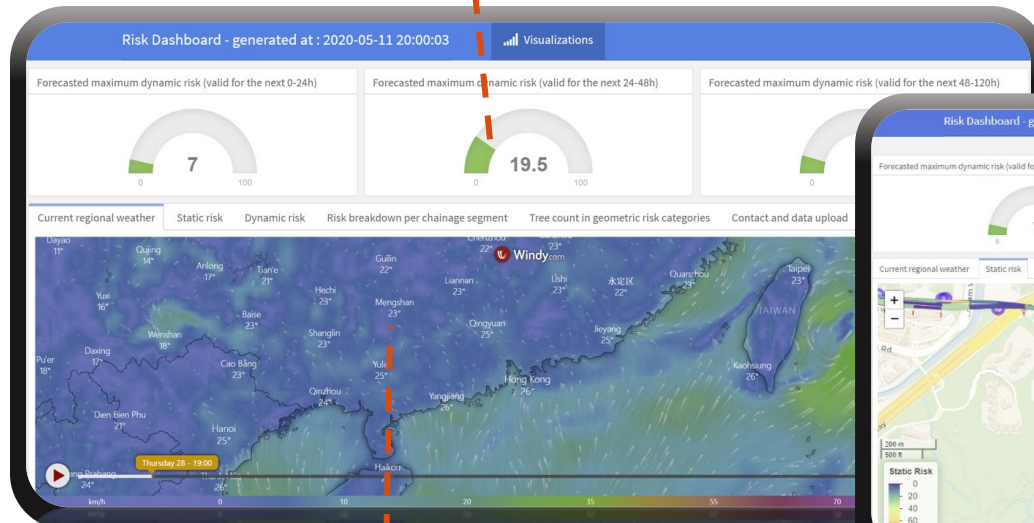 Risk Dashboard - generated at : 2020-05-11 20:00:03
Visualizations
Forecasted maximum dynamic risk (valid for the next 0-24h)
7
0
100
Forecasted maximum dynamic risk (valid for the next 24-48h)
19.5
0
100
Forecasted maximum dynamic risk (valid for the next 48-120h)
0
Current regional weather
Static risk
Dynamic risk
Risk breakdown per chainage segment
Tree count in geometric risk categories
Contact and data upload
Dayao
11°
Qujing
14°
Anlong
17°
Tian'e
21°
Guilin
22°
Chenzhou
22°
Windy.com
23°
Yuxi
16°
Hechi
23°
Liannan
23°
Lishi
23°
水定区
22°
Quanzhou
23°
Taipei
23°
Baise
23°
Mengshan
23°
TAIWAN
Wenshan
18°
Shanglin
23°
Qingyuan
25°
Jieyang
25°
Pu'er
18°
Daxing
17°
Cao Bằng
23°
Yulin
25°
Kaohsiung
26°
Hong Kong
26°
Qinzhou
24°
Yangjiang
26°
Dien Bien Phu
21°
Hanoi
25°
Thursday 28 - 19:00
Prabang
24°
26°
Haikou
km/h
0
10
20
35
55
70
Risk Dashboard - g
Forecasted maximum dynamic risk (valid fo
0
Current regional weather
Static risk
+
−
Rd
200 m
500 ft
Static Risk
0
20
40
60